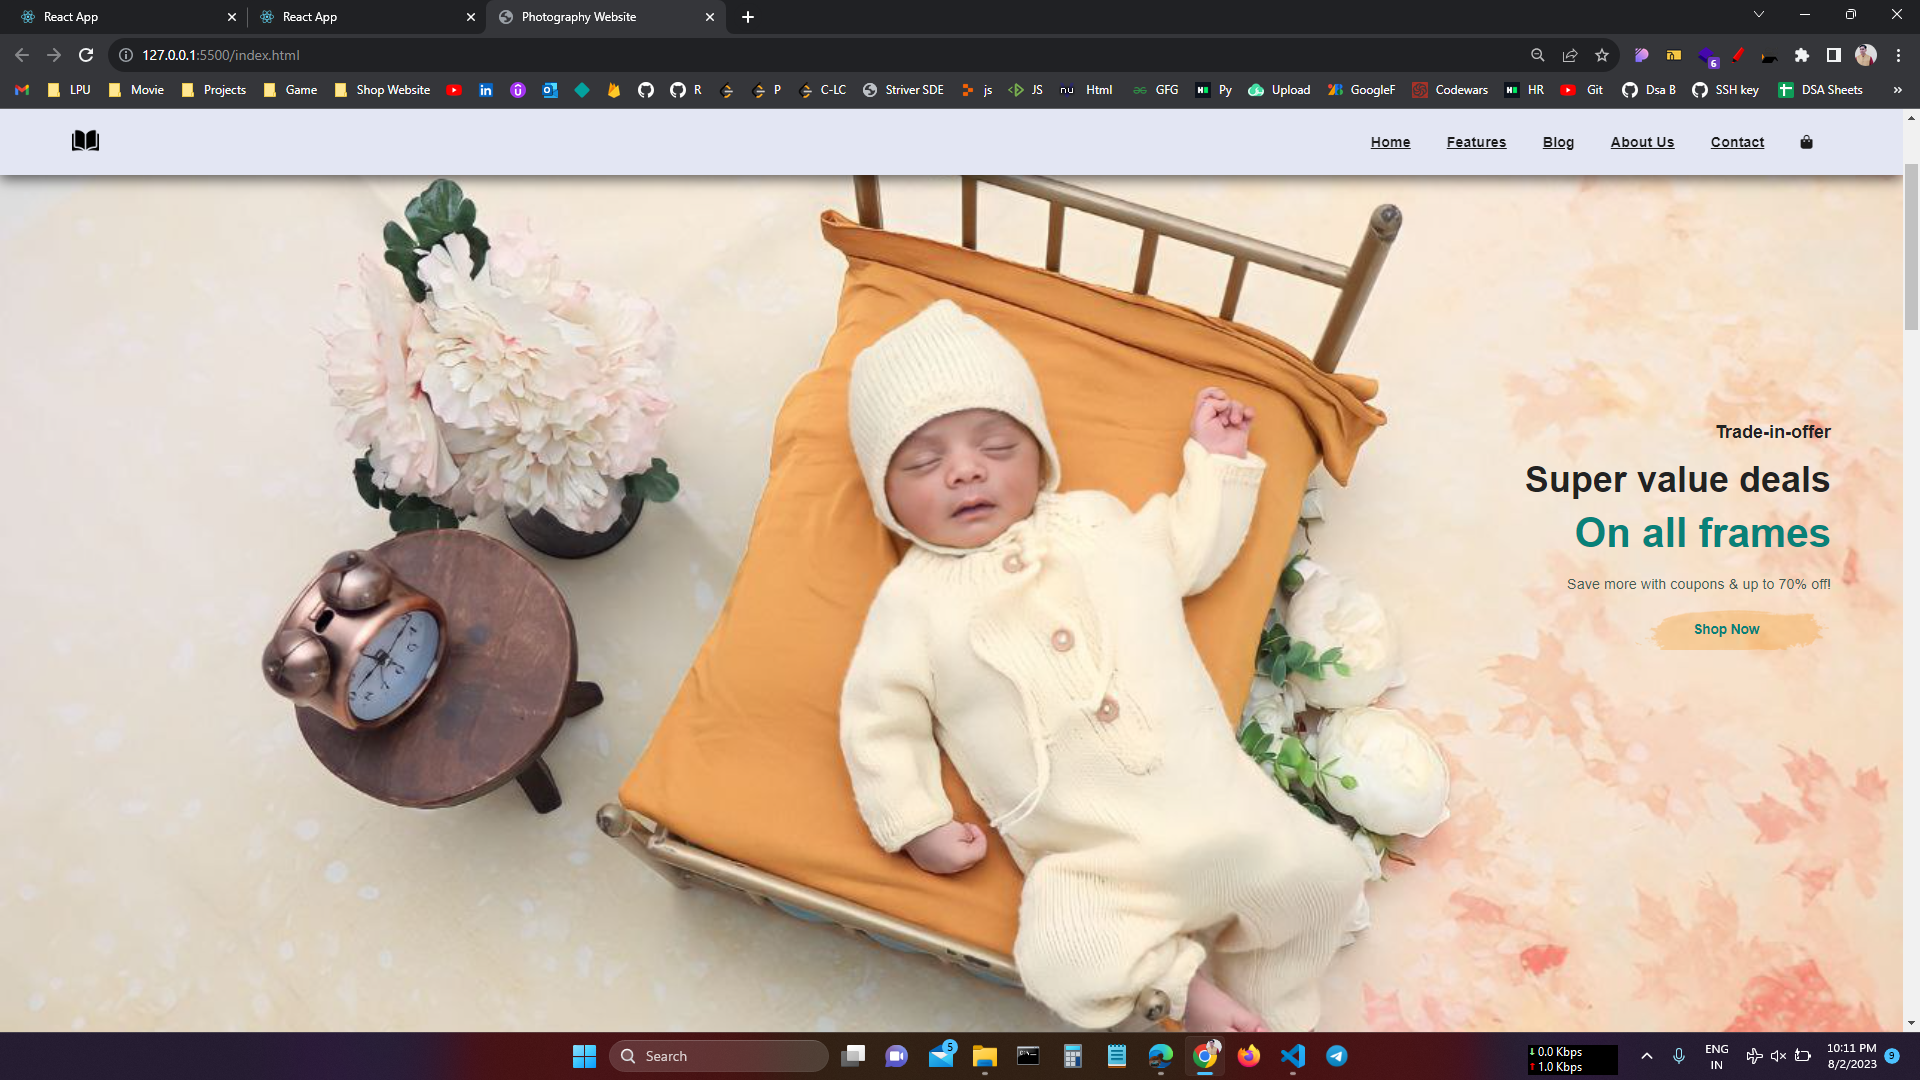 React App
React App
Photography Website
127.0.0.1:5500/index.html
6
LPU
Movie
Projects
Game
Shop Website
R
P
C-LC
Striver SDE
js
JS
nu
Html
GFG
Py
Upload
GoogleF
Codewars
HR
Git
Dsa B
SSH key
DSA Sheets
»
Home
Features
Blog
About Us
Contact
Trade-in-offer
Super value deals
On all frames
Save more with coupons & up to 70% off!
Shop Now
Search
5
0.0 Kbps
1.0 Kbps
ENG
IN
10:11 PM
8/2/2023
9